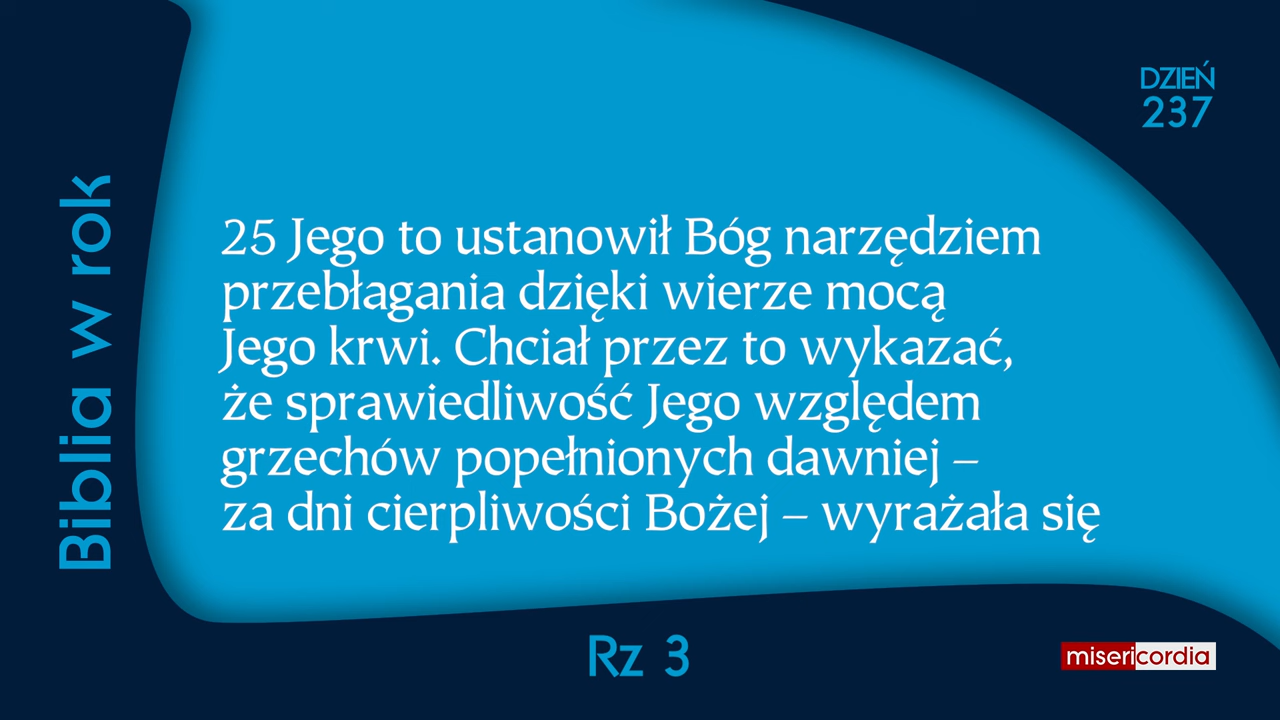 DZIEŃ
237
Biblia w rok
25 Jego to ustanowił Bóg narzędziem
przebłagania dzięki wierze mocą
Jego krwi. Chciał przez to wykazać,
że sprawiedliwość Jego względem
grzechów popełnionych dawniej –
za dni cierpliwości Bożej – wyrażała się
Rz 3
misericordia